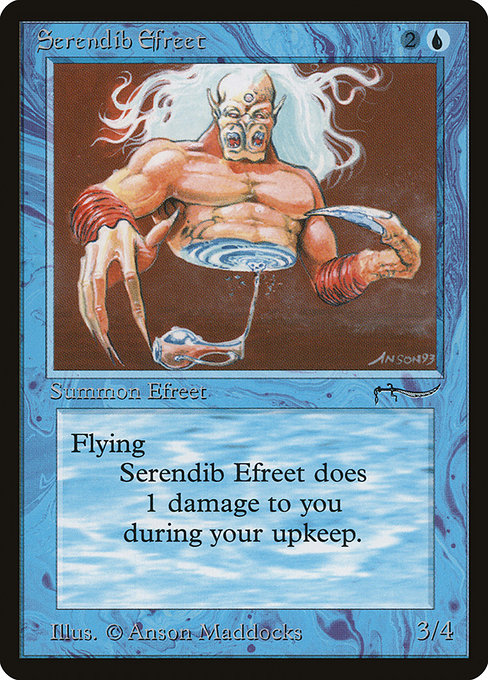 Serendib Efreet 2
ANSON93
Summon Efreet
Flying
Serendib Efreet does
1 damage to you
during your upkeep.
Illus. © Anson Maddocks 3/4